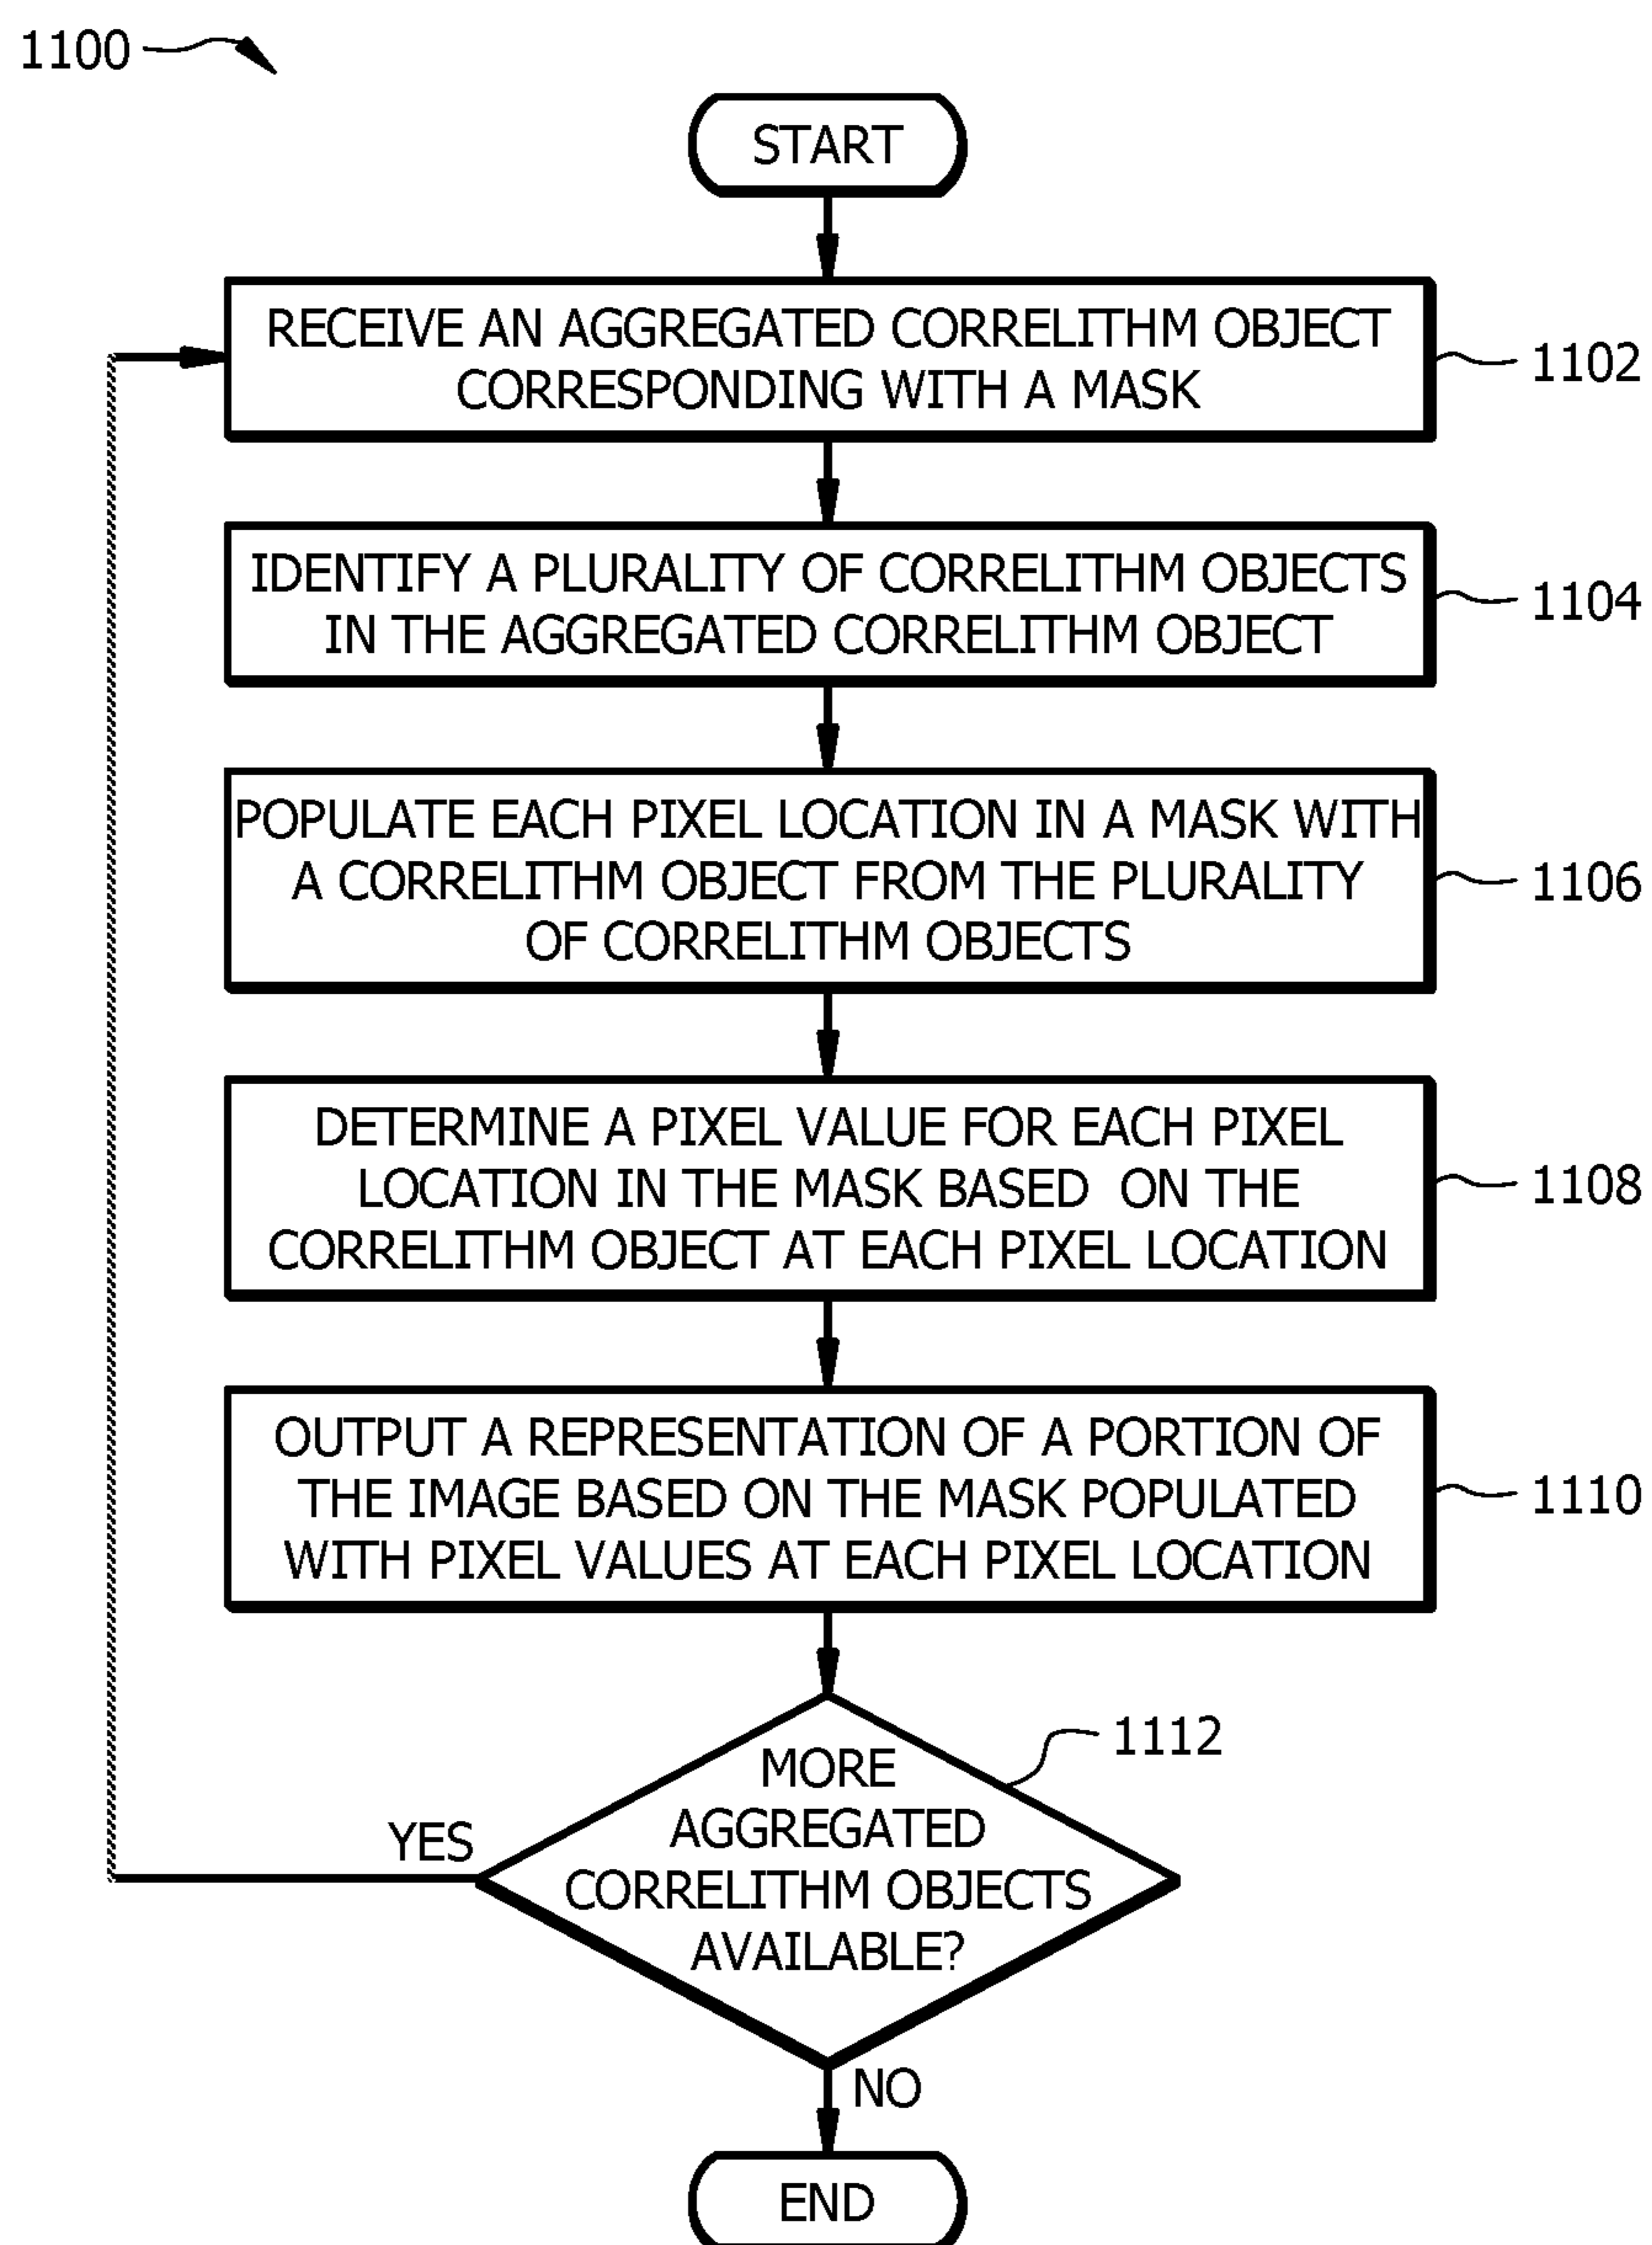 1100
START
RECEIVE AN AGGREGATED CORRELITHM OBJECT
CORRESPONDING WITH A MASK
1102
IDENTIFY A PLURALITY OF CORRELITHM OBJECTS
IN THE AGGREGATED CORRELITHM OBJECT
1104
POPULATE EACH PIXEL LOCATION IN A MASK WITH
A CORRELITHM OBJECT FROM THE PLURALITY
OF CORRELITHM OBJECTS
1106
DETERMINE A PIXEL VALUE FOR EACH PIXEL
LOCATION IN THE MASK BASED ON THE
CORRELITHM OBJECT AT EACH PIXEL LOCATION
1108
OUTPUT A REPRESENTATION OF A PORTION OF
THE IMAGE BASED ON THE MASK POPULATED
WITH PIXEL VALUES AT EACH PIXEL LOCATION
1110
MORE
AGGREGATED
CORRELITHM OBJECTS
AVAILABLE?
1112
YES
NO
END